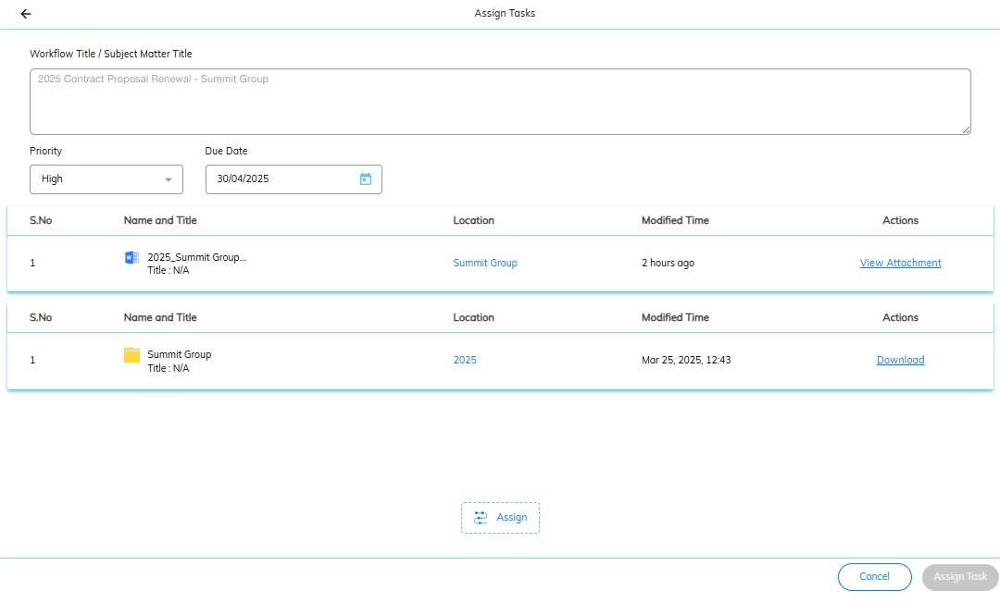 Assign Tasks
Workflow Title / Subject Matter Title
2025 Contract Proposal Renewal - Summit Group
Priority Due Date
High 30/04/2025
S.No Name and Title Location Modified Time Actions
1 2025_Summit Group... Summit Group 2 hours ago View Attachment
Title : N/A
S.No Name and Title Location Modified Time Actions
1 Summit Group 2025 Mar 25, 2025, 12:43 Download
Title : N/A
Assign
Cancel Assign Task